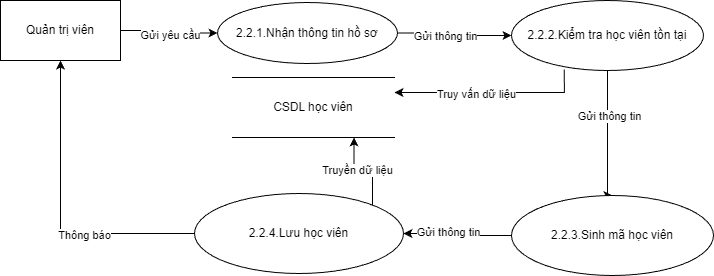 Quản trị viên
Gửi yêu cầu
2.2.1.Nhận thông tin hồ sơ
Gửi thông tin
2.2.2.Kiểm tra học viên tồn tại
Truy vấn dữ liệu
CSDL học viên
Gửi thông tin
Truyền dữ liệu
Thông báo
2.2.4.Lưu học viên
Gửi thông tin
2.2.3.Sinh mã học viên